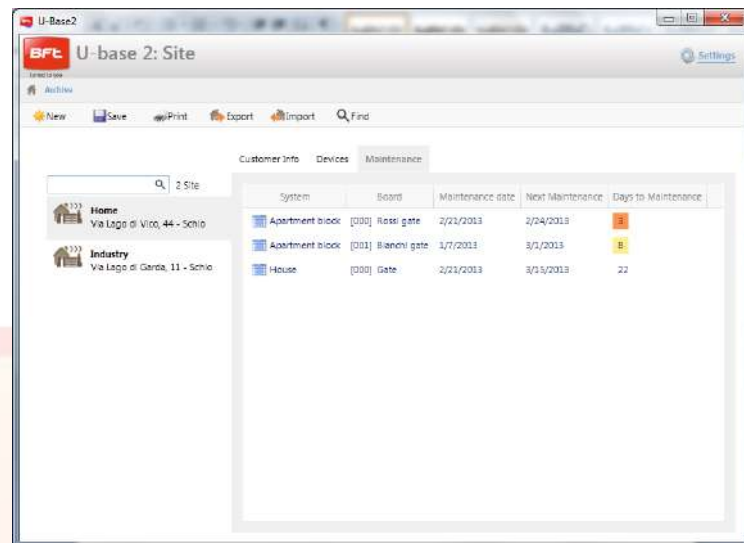 U-Base2
BFT
U-base 2: Site
Settings
Archive
New Save Print Export Import Find
Customer Info Devices Maintenance
2 Site
Home
Via Lago di Vico, 44 - Schio
Industry
Via Lago di Garda, 11 - Schio
System Board Maintenance date Next Maintenance Days to Maintenance
Apartment block [000] Rossi gate 2/21/2013 2/24/2013 3
Apartment block [001] Bianchi gate 1/7/2013 3/1/2013 8
House [000] Gate 2/21/2013 3/15/2013 22